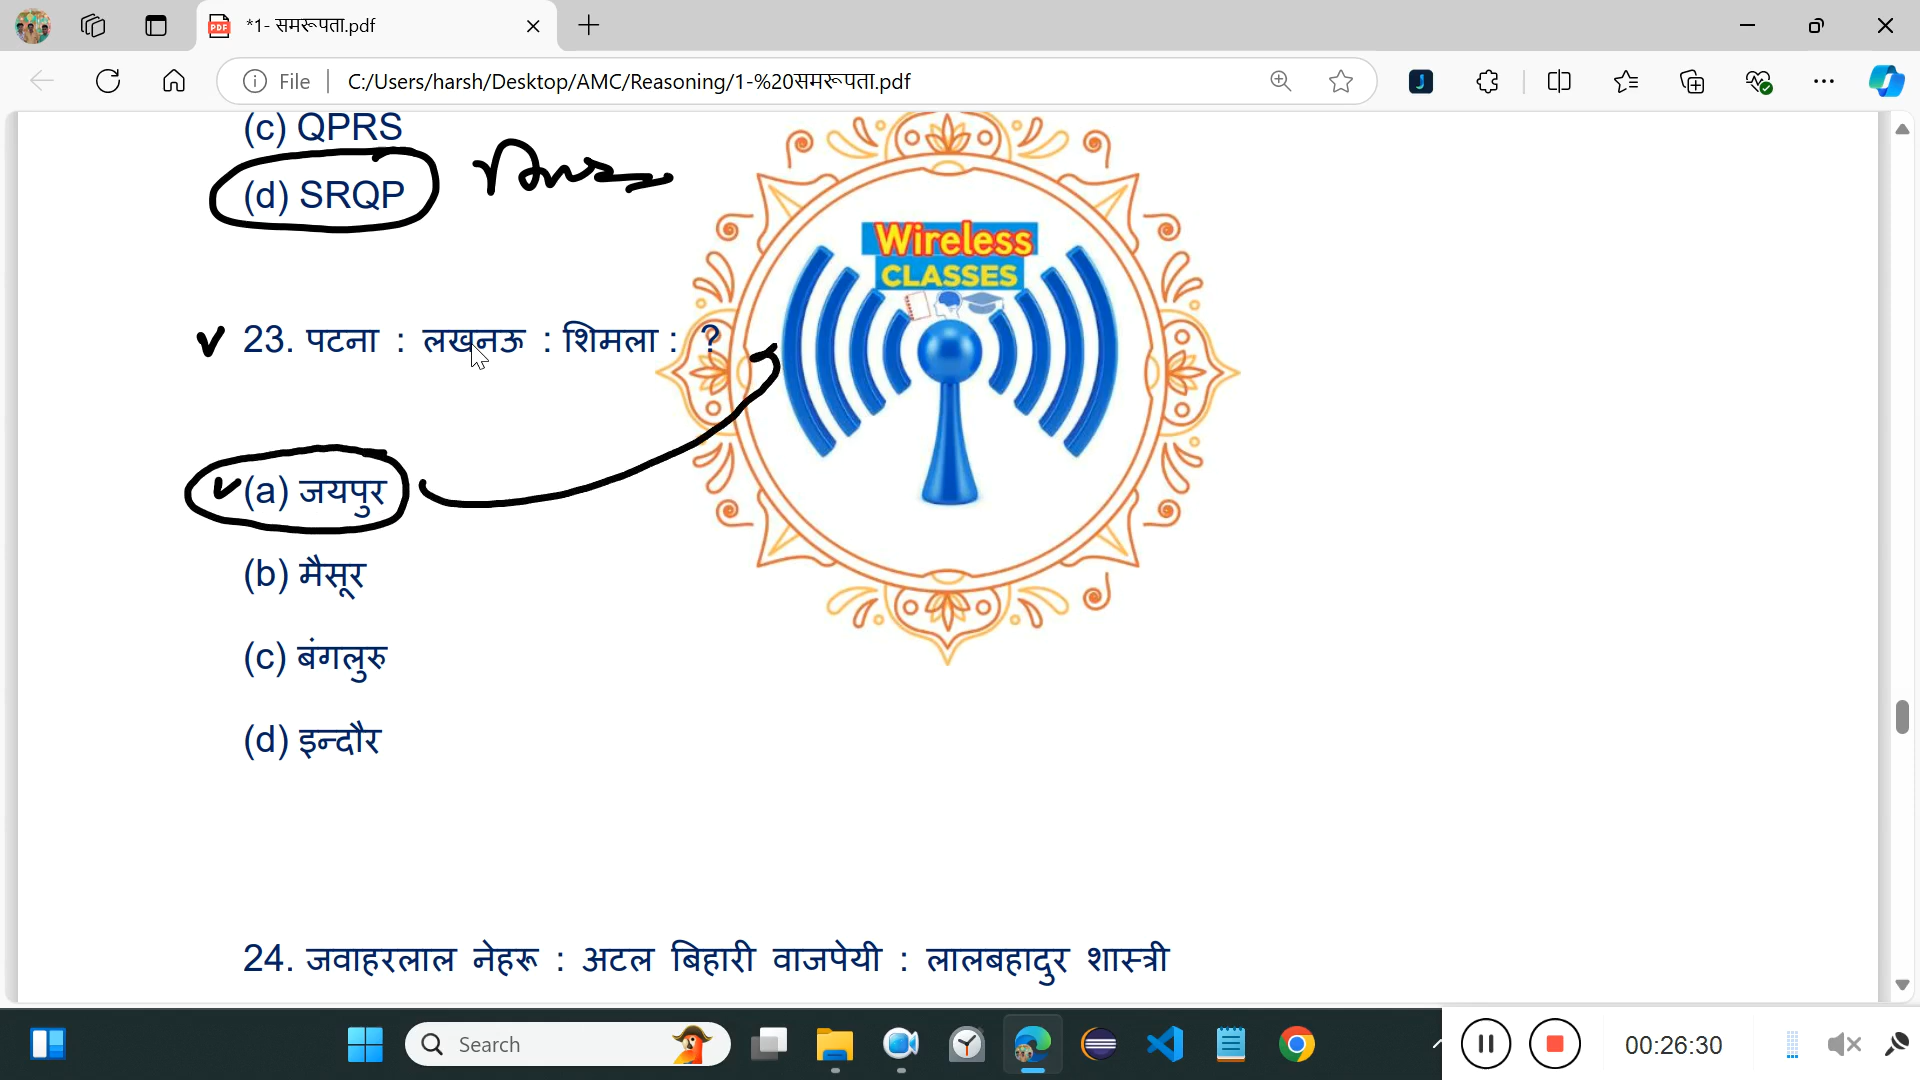 *1- समरूपता.pdf
File
C:/Users/harsh/Desktop/AMC/Reasoning/1-%20समरूपता.pdf
(c) QPRS
(d) SRQP
Ans
Wireless
CLASSES
23. पटना : लखनऊ : शिमला : ?
(a) जयपुर
(b) मैसूर
(c) बंगलुरु
(d) इन्दौर
24. जवाहरलाल नेहरू : अटल बिहारी वाजपेयी : लालबहादुर शास्त्री
Search
00:26:30